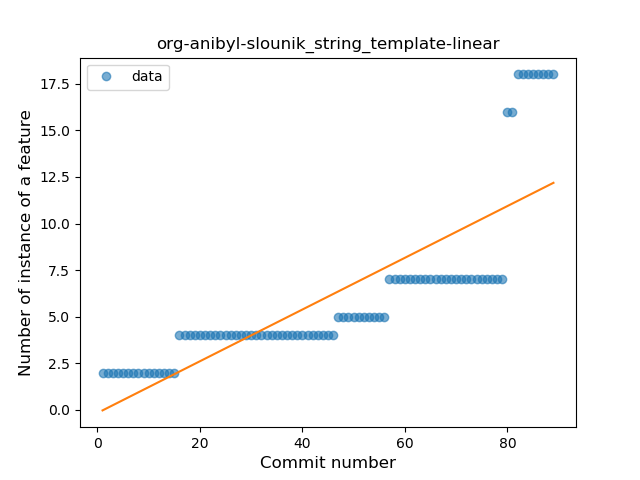 org-anibyl-slounik_string_template-linear
data
Number of instance of a feature
17.5
15.0
12.5
10.0
7.5
5.0
2.5
0.0
0 20 40 60 80
Commit number